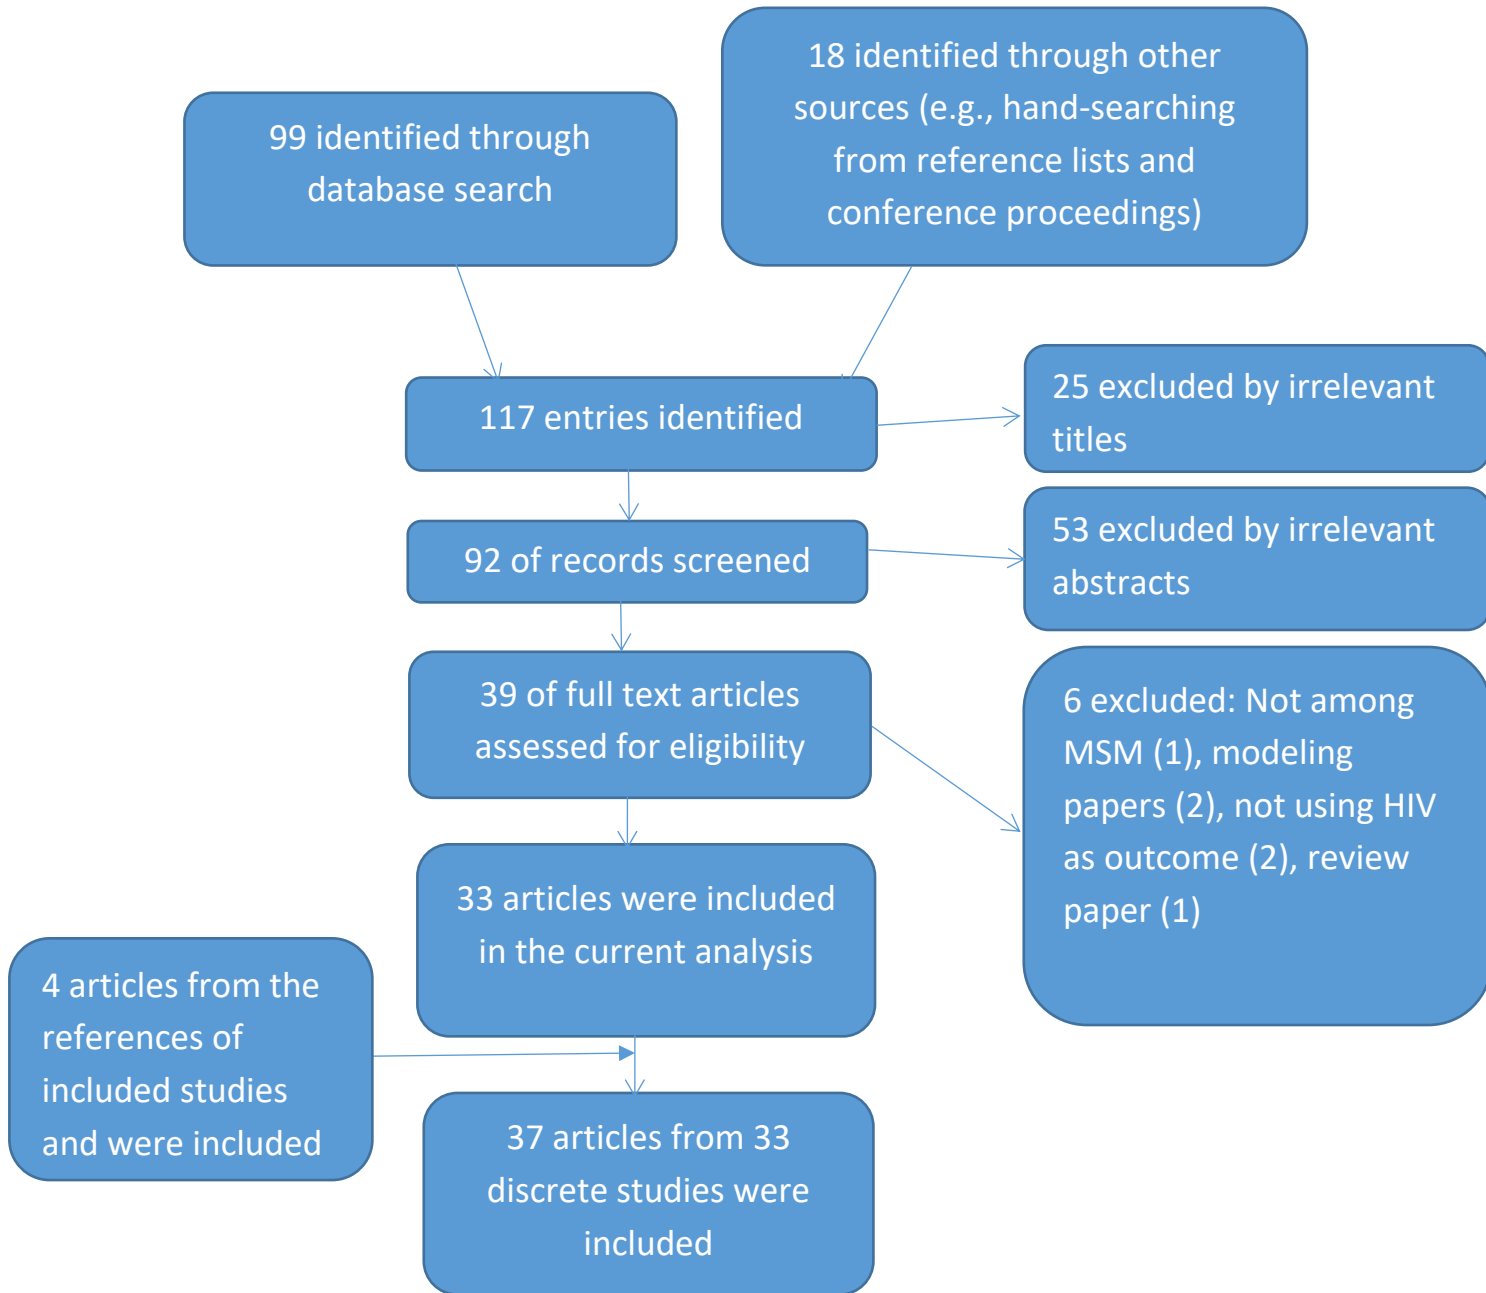 99 identified through
database search
18 identified through other
sources (e.g., hand-searching
from reference lists and
conference proceedings)
117 entries identified
25 excluded by irrelevant
titles
92 of records screened
53 excluded by irrelevant
abstracts
39 of full text articles
assessed for eligibility
6 excluded: Not among
MSM (1), modeling
papers (2), not using HIV
as outcome (2), review
paper (1)
33 articles were included
in the current analysis
4 articles from the
references of
included studies
and were included
37 articles from 33
discrete studies were
included